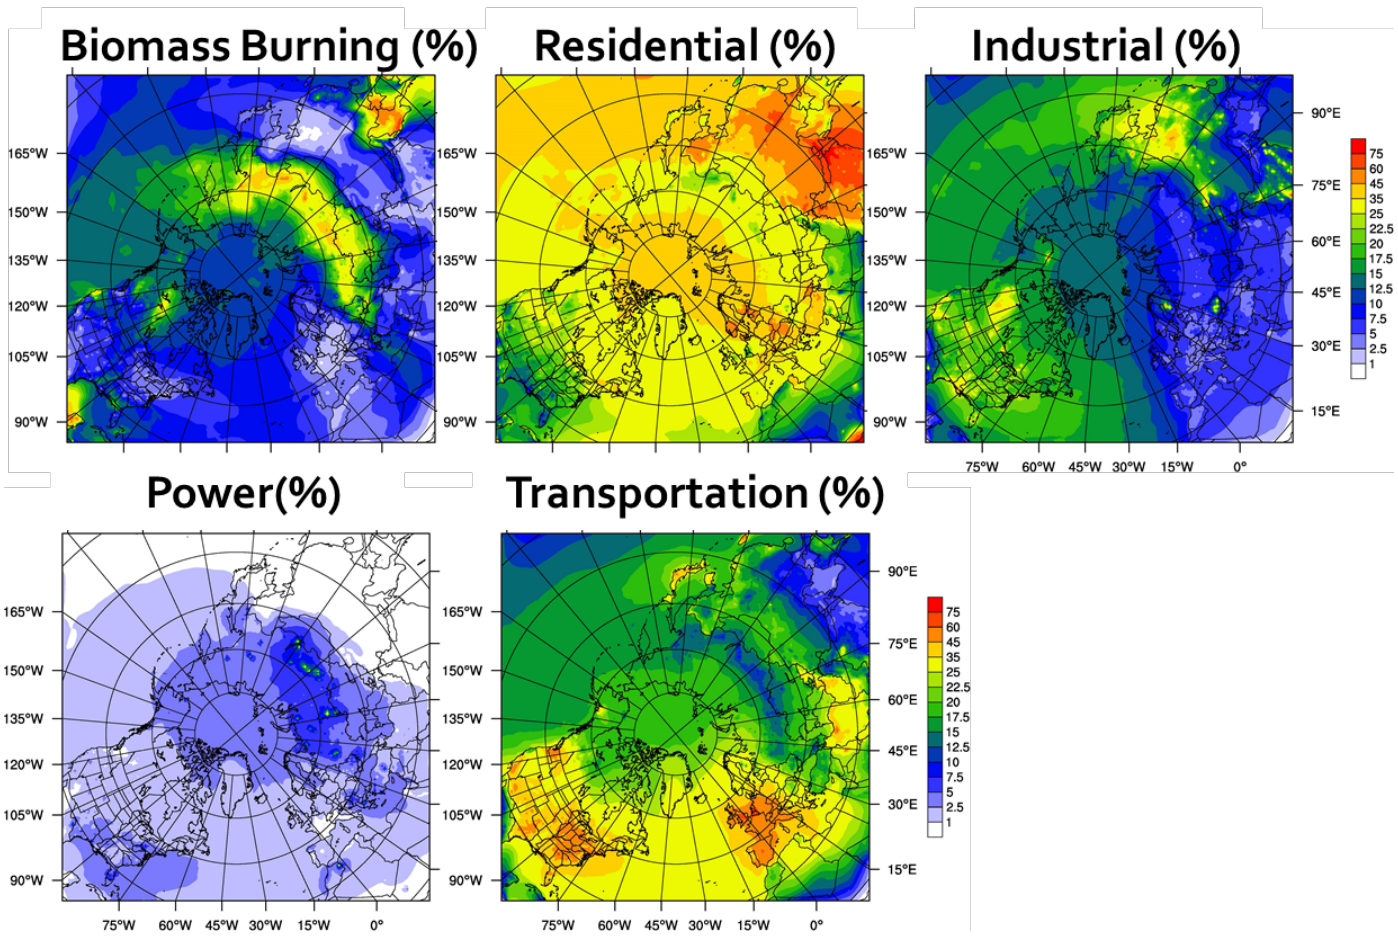 Biomass Burning (%)
Residential (%)
Industrial (%)
165°W
150°W
135°W
120°W
105°W
90°W
165°W
150°W
135°W
120°W
105°W
90°W
90°E
75°E
60°E
45°E
30°E
15°E
75°W
60°W
45°W
30°W
15°W
0°
75
60
45
35
25
22.5
20
17.5
15
12.5
10
7.5
5
2.5
1
Power(%)
Transportation (%)
165°W
150°W
135°W
120°W
105°W
90°W
75°W
60°W
45°W
30°W
15°W
0°
165°W
150°W
135°W
120°W
105°W
90°W
75°W
60°W
45°W
30°W
15°W
0°
90°E
75°E
60°E
45°E
30°E
15°E
75
60
45
35
25
22.5
20
17.5
15
12.5
10
7.5
5
2.5
1